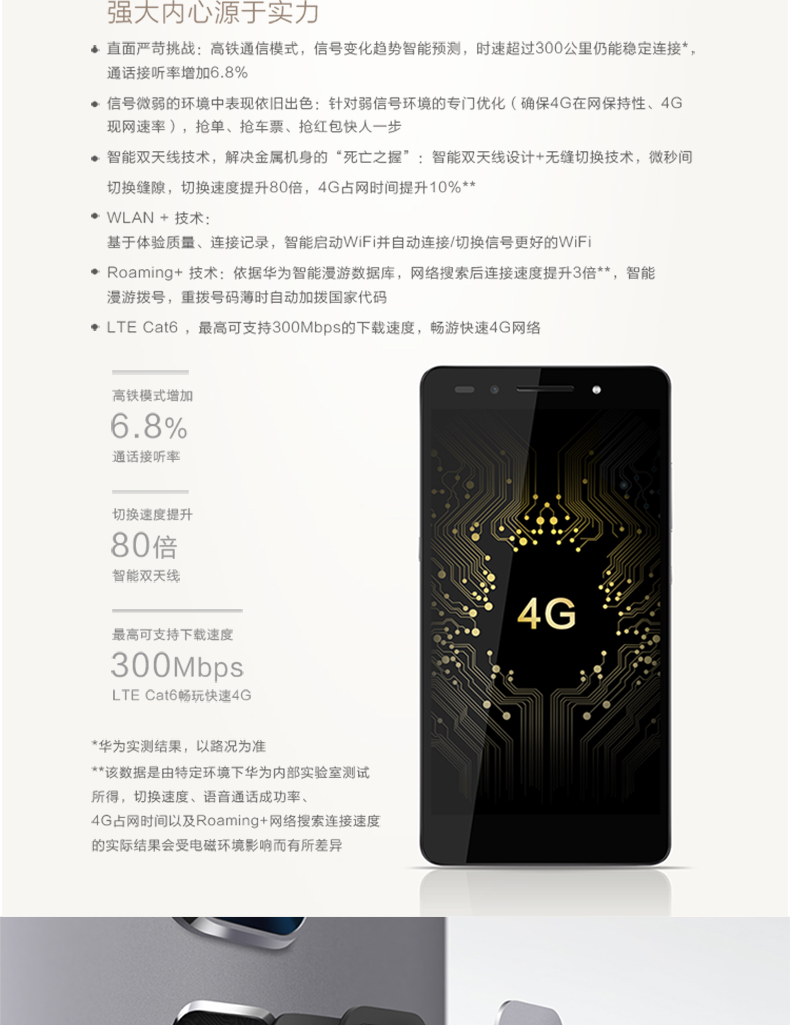 强大内心源于实力
直面严苛挑战：高铁通信模式，信号变化趋势智能预测，时速超过300公里仍能稳定连接*，
通话接听率增加6.8%
信号微弱的环境中表现依旧出色：针对弱信号环境的专门优化（确保4G在网保持性、4G
现网速率），抢单、抢车票、抢红包快人一步
智能双天线技术，解决金属机身的“死亡之握”：智能双天线设计+无缝切换技术，微秒间
切换缝隙，切换速度提升80倍，4G占网时间提升10%**
WLAN + 技术：
基于体验质量、连接记录，智能启动WiFi并自动连接/切换信号更好的WiFi
Roaming+ 技术：依据华为智能漫游数据库，网络搜索后连接速度提升3倍**，智能
漫游拨号，重拨号码薄时自动加拨国家代码
LTE Cat6 ，最高可支持300Mbps的下载速度，畅游快速4G网络
高铁模式增加
6.8%
通话接听率
切换速度提升
80倍
智能双天线
最高可支持下载速度
300Mbps
LTE Cat6畅玩快速4G
4G
*华为实测结果，以路况为准
**该数据是由特定环境下华为内部实验室测试
所得，切换速度、语音通话成功率、
4G占网时间以及Roaming+网络搜索连接速度
的实际结果会受电磁环境影响而有所差异